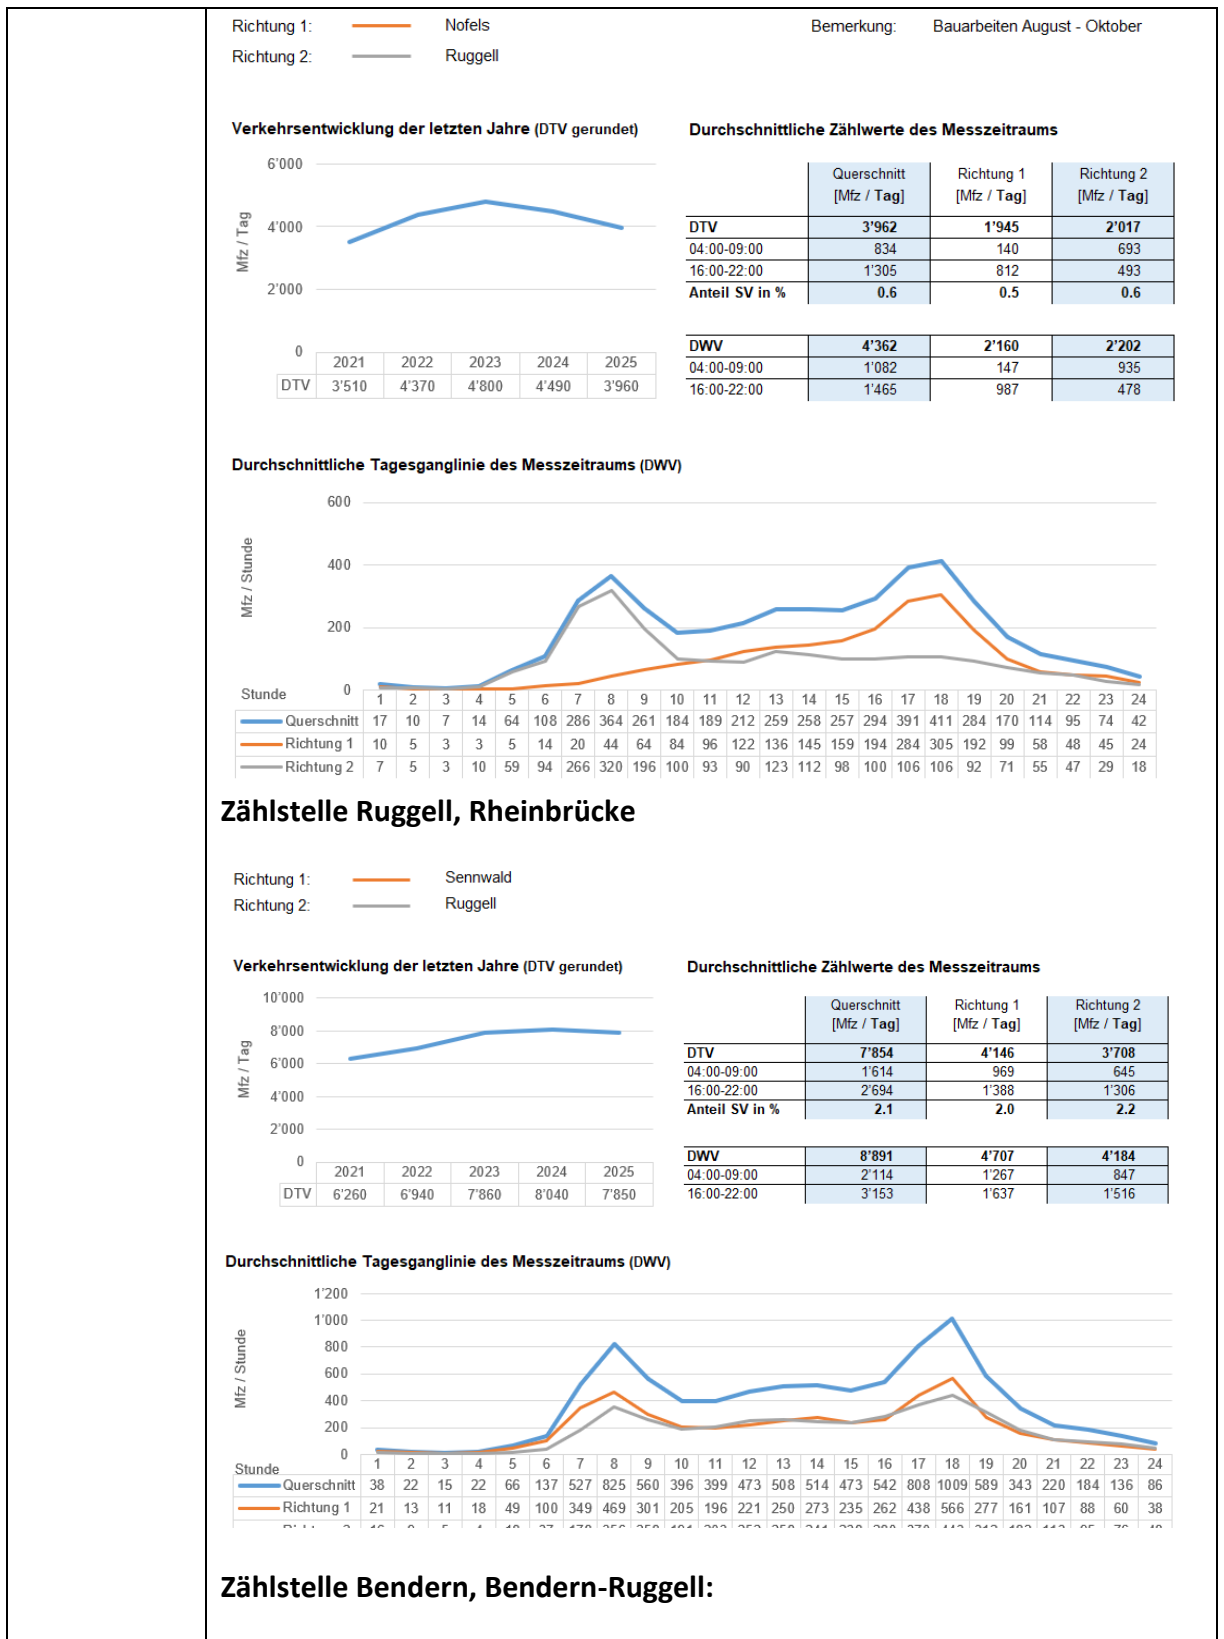 Richtung 1: Nofels Bemerkung: Bauarbeiten August - Oktober
Richtung 2: Ruggell
Verkehrsentwicklung der letzten Jahre (DTV gerundet)
6'000
4'000
2'000
0
Mfz / Tag
2021 2022 2023 2024 2025
DTV 3'510 4'370 4'800 4'490 3'960
Durchschnittliche Zählwerte des Messzeitraums
Querschnitt Richtung 1 Richtung 2
[Mfz / Tag] [Mfz / Tag] [Mfz / Tag]
DTV 3'962 1'945 2'017
04:00-09:00 834 140 693
16:00-22:00 1'305 812 493
Anteil SV in % 0.6 0.5 0.6
DWV 4'362 2'160 2'202
04:00-09:00 1'082 147 935
16:00-22:00 1'465 987 478
Durchschnittliche Tagesganglinie des Messzeitraums (DWV)
600
400
200
0
Mfz / Stunde
Stunde 1 2 3 4 5 6 7 8 9 10 11 12 13 14 15 16 17 18 19 20 21 22 23 24
Querschnitt 17 10 7 14 64 108 286 364 261 184 189 212 259 258 257 294 391 411 284 170 114 95 74 42
Richtung 1 10 5 3 3 5 14 20 44 64 84 96 122 136 145 159 194 284 305 192 99 58 48 45 24
Richtung 2 7 5 3 10 59 94 266 320 196 100 93 90 123 112 98 100 106 106 92 71 55 47 29 18
Zählstelle Ruggell, Rheinbrücke
Richtung 1: Sennwald
Richtung 2: Ruggell
Verkehrsentwicklung der letzten Jahre (DTV gerundet)
10'000
8'000
6'000
4'000
2'000
0
Mfz / Tag
2021 2022 2023 2024 2025
DTV 6'260 6'940 7'860 8'040 7'850
Durchschnittliche Zählwerte des Messzeitraums
Querschnitt Richtung 1 Richtung 2
[Mfz / Tag] [Mfz / Tag] [Mfz / Tag]
DTV 7'854 4'146 3'708
04:00-09:00 1'614 969 645
16:00-22:00 2'694 1'388 1'306
Anteil SV in % 2.1 2.0 2.2
DWV 8'891 4'707 4'184
04:00-09:00 2'114 1'267 847
16:00-22:00 3'153 1'637 1'516
Durchschnittliche Tagesganglinie des Messzeitraums (DWV)
1'200
1'000
800
600
400
200
0
Mfz / Stunde
Stunde 1 2 3 4 5 6 7 8 9 10 11 12 13 14 15 16 17 18 19 20 21 22 23 24
Querschnitt 38 22 15 22 66 137 527 825 560 396 399 473 508 514 473 542 808 1009 589 343 220 184 136 86
Richtung 1 21 13 11 18 49 100 349 469 301 205 196 221 250 273 235 262 438 566 277 161 107 88 60 38
Zählstelle Bendern, Bendern-Ruggell: